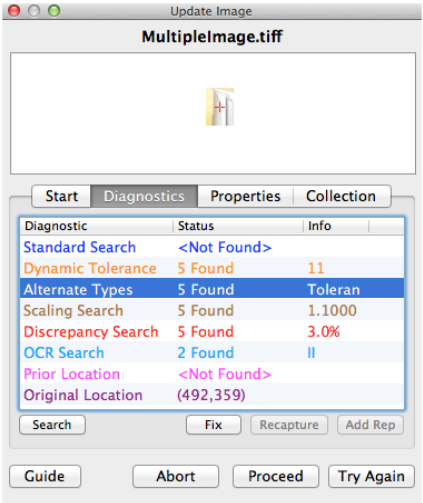 Update Image
MultipleImage.tiff
Start Diagnostics Properties Collection
Diagnostic Status Info
Standard Search <Not Found>
Dynamic Tolerance 5 Found 11
Alternate Types 5 Found Toleran
Scaling Search 5 Found 1.1000
Discrepancy Search 5 Found 3.0%
OCR Search 2 Found II
Prior Location <Not Found>
Original Location (492,359)
Search Fix Recapture Add Rep
Guide Abort Proceed Try Again